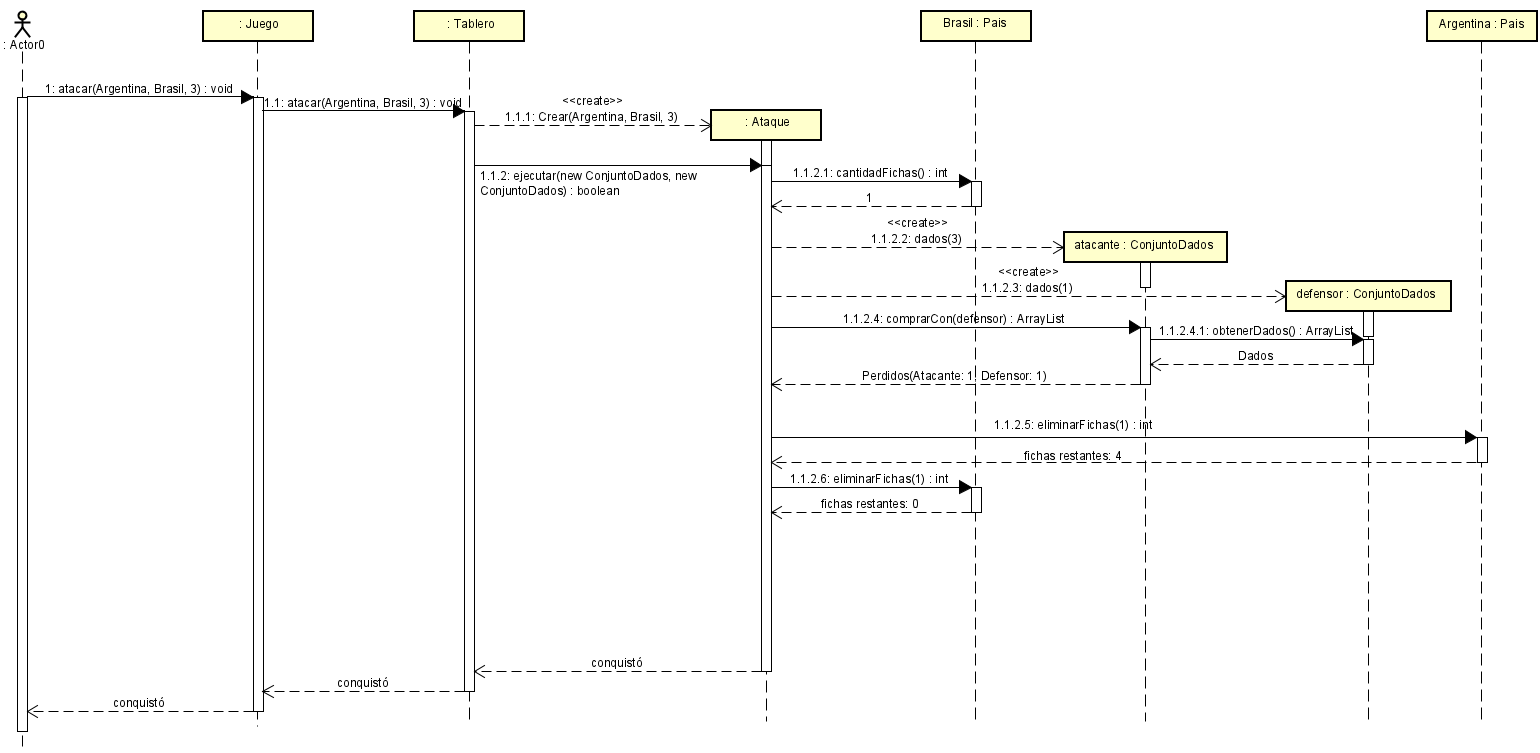 : Actor0
: Juego
: Tablero
Brasil : Pais
Argentina : Pais
1: atacar(Argentina, Brasil, 3) : void
1.1: atacar(Argentina, Brasil, 3) : void
<<create>>
1.1.1: Crear(Argentina, Brasil, 3)
: Ataque
1.1.2: ejecutar(new ConjuntoDados, new
ConjuntoDados) : boolean
1.1.2.1: cantidadFichas() : int
1
<<create>>
1.1.2.2: dados(3)
atacante : ConjuntoDados
<<create>>
1.1.2.3: dados(1)
defensor : ConjuntoDados
1.1.2.4: comprarCon(defensor) : ArrayList
1.1.2.4.1: obtenerDados() : ArrayList
Dados
Perdidos(Atacante: 1, Defensor: 1)
1.1.2.5: eliminarFichas(1) : int
fichas restantes: 4
1.1.2.6: eliminarFichas(1) : int
fichas restantes: 0
conquistó
conquistó
conquistó